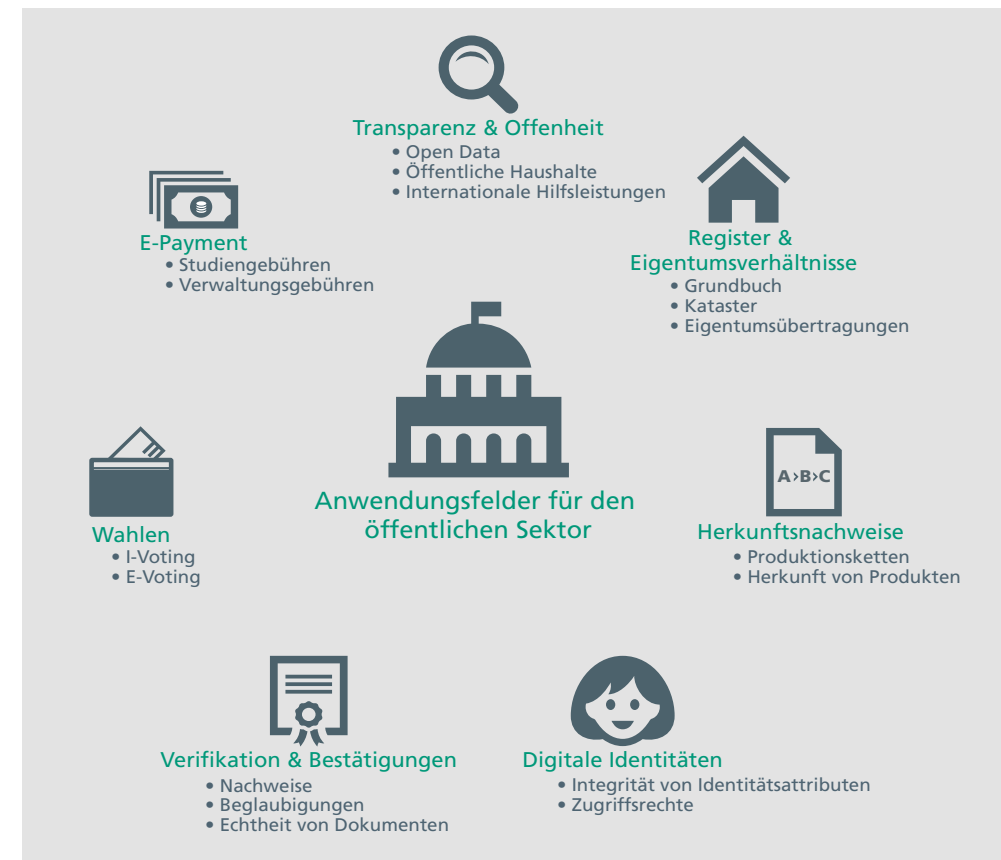 Transparenz & Offenheit
• Open Data
• Öffentliche Haushalte
• Internationale Hilfsleistungen
E-Payment
• Studiengebühren
• Verwaltungsgebühren
Register &
Eigentumsverhältnisse
• Grundbuch
• Kataster
• Eigentumsübertragungen
Anwendungsfelder für den
öffentlichen Sektor
Wahlen
• I-Voting
• E-Voting
A›B›C
Herkunftsnachweise
• Produktionsketten
• Herkunft von Produkten
Verifikation & Bestätigungen
• Nachweise
• Beglaubigungen
• Echtheit von Dokumenten
Digitale Identitäten
• Integrität von Identitätsattributen
• Zugriffsrechte